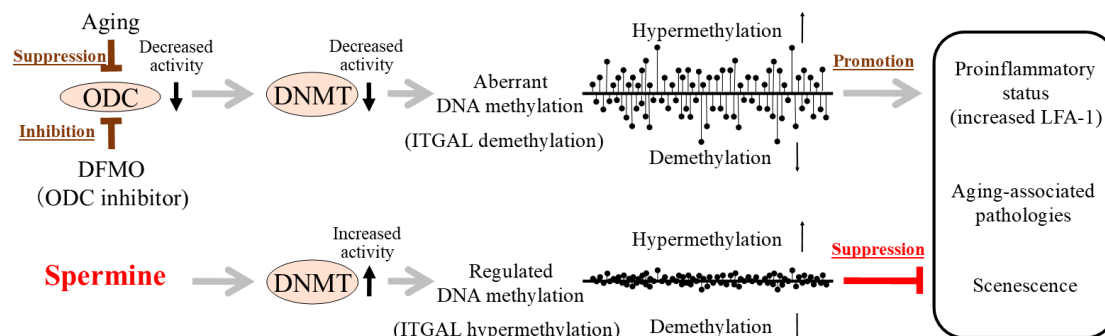 Aging
Suppression
Decreased
activity
ODC
Inhibition
DFMO
(ODC inhibitor)
Decreased
activity
DNMT
Aberrant
DNA methylation
(ITGAL demethylation)
Hypermethylation
Demethylation
Promotion
Proinflammatory
status
(increased LFA-1)
Aging-associated
pathologies
Scenescence
Spermine
Increased
activity
DNMT
Regulated
DNA methylation
(ITGAL hypermethylation)
Hypermethylation
Demethylation
Suppression